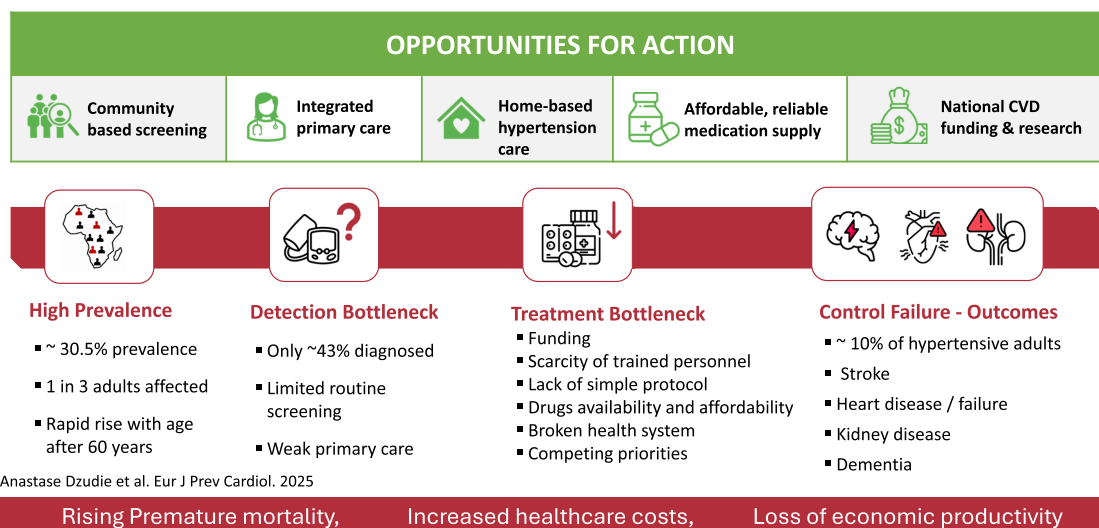 OPPORTUNITIES FOR ACTION
Community
based screening
Integrated
primary care
Home-based
hypertension
care
Affordable, reliable
medication supply
National CVD
funding & research
High Prevalence
▪ ~ 30.5% prevalence
▪ 1 in 3 adults affected
▪ Rapid rise with age
after 60 years
Detection Bottleneck
▪ Only ~43% diagnosed
▪ Limited routine
screening
▪ Weak primary care
Treatment Bottleneck
▪ Funding
▪ Scarcity of trained personnel
▪ Lack of simple protocol
▪ Drugs availability and affordability
▪ Broken health system
▪ Competing priorities
Control Failure - Outcomes
▪ ~ 10% of hypertensive adults
▪ Stroke
▪ Heart disease / failure
▪ Kidney disease
▪ Dementia
Anastase Dzudie et al. Eur J Prev Cardiol. 2025
Rising Premature mortality, Increased healthcare costs, Loss of economic productivity